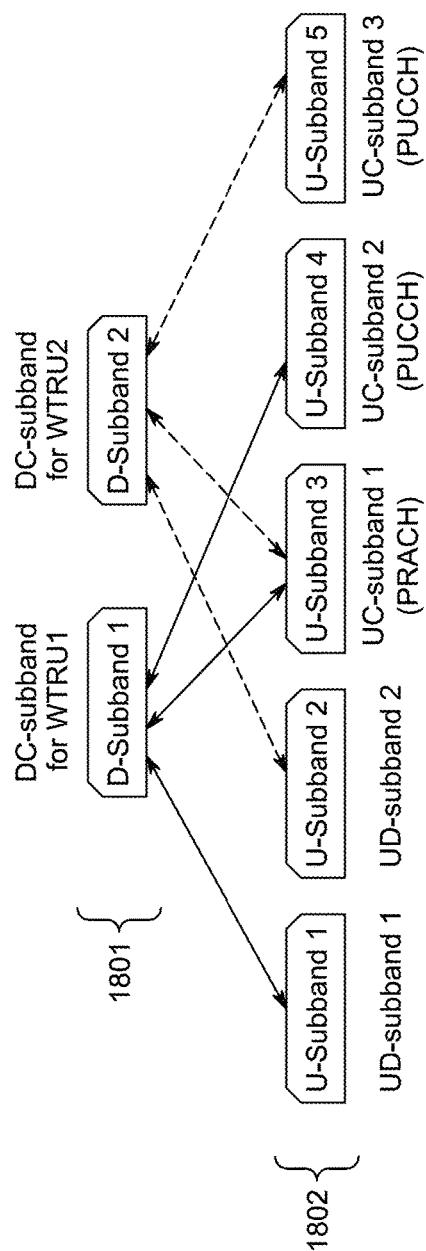 DC-subband
for WTRU1
DC-subband
for WTRU2
1801
D-Subband 1
D-Subband 2
1802
U-Subband 1
U-Subband 2
U-Subband 3
U-Subband 4
U-Subband 5
UD-subband 1
UD-subband 2
UC-subband 1
(PRACH)
UC-subband 2
(PUCCH)
UC-subband 3
(PUCCH)